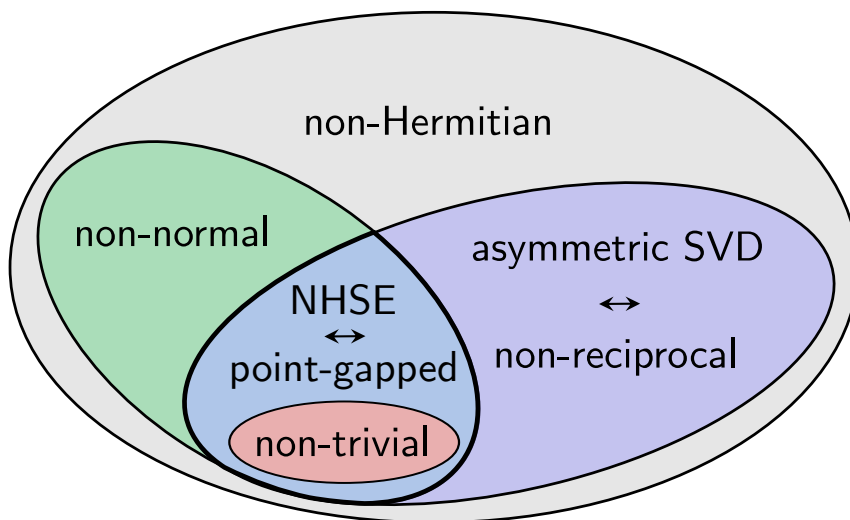 non-Hermitian
non-normal
asymmetric SVD
↔
non-reciprocal
NHSE
↔
point-gapped
non-trivial